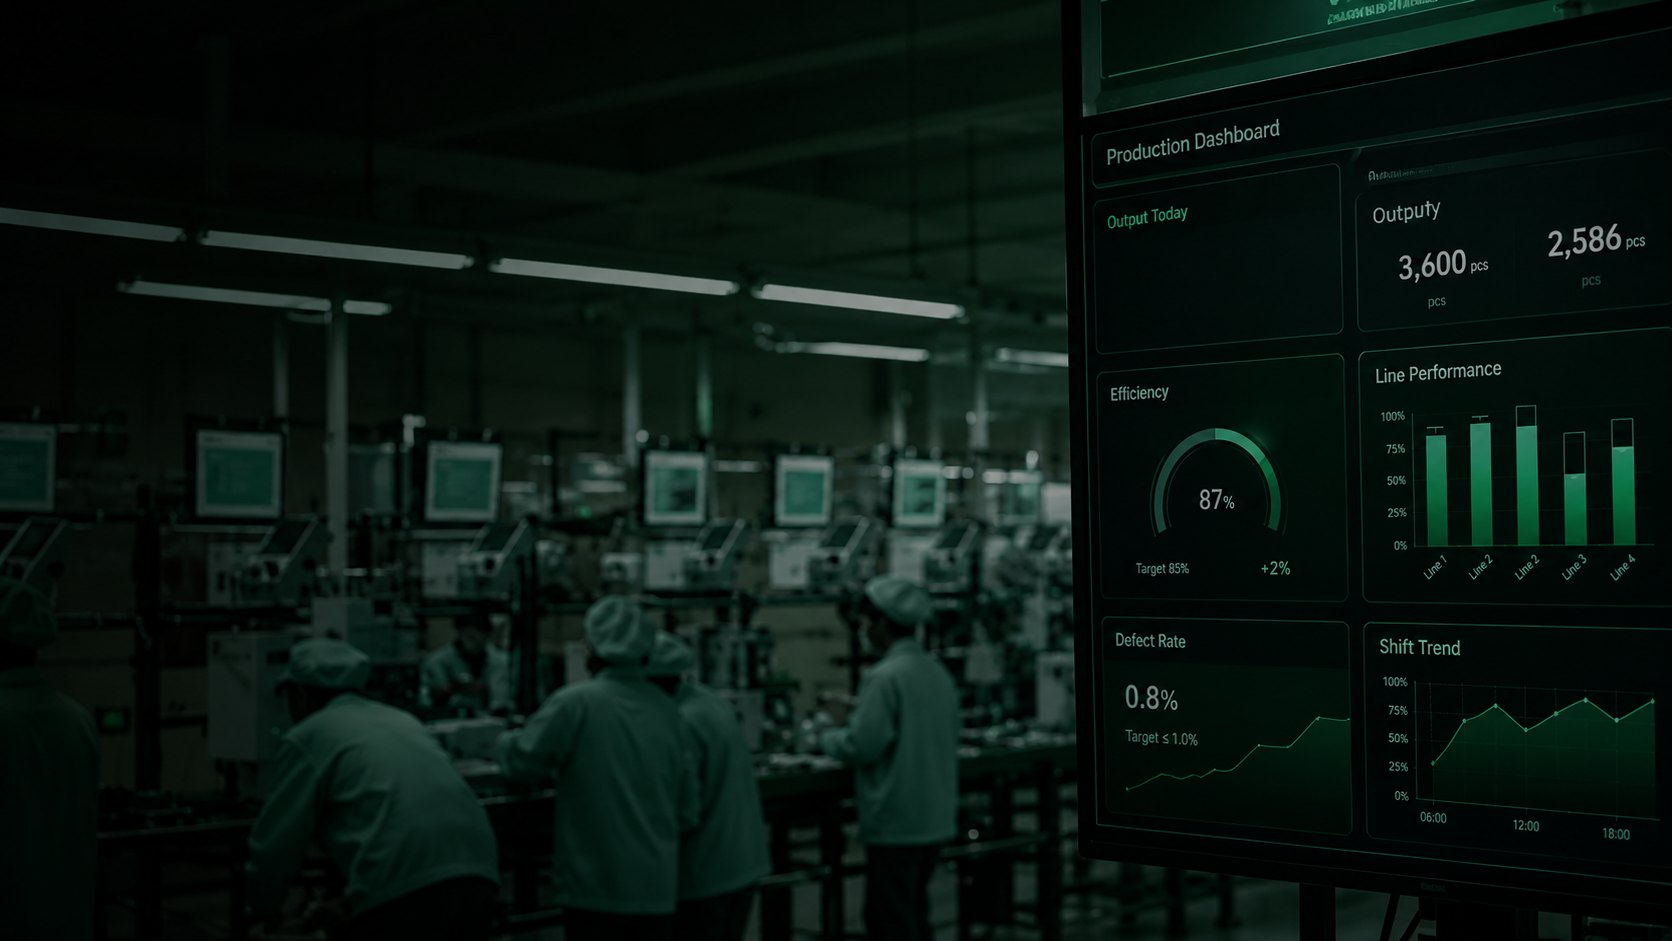 Production Dashboard
Output Today
Outputy
3,600 pcs
pcs
2,586 pcs
pcs
Efficiency
87%
Target 85%
+2%
Line Performance
100%
75%
50%
25%
0%
Line 1
Line 2
Line 2
Line 3
Line 4
Defect Rate
0.8%
Target ≤ 1.0%
Shift Trend
100%
75%
50%
25%
0%
06:00
12:00
18:00